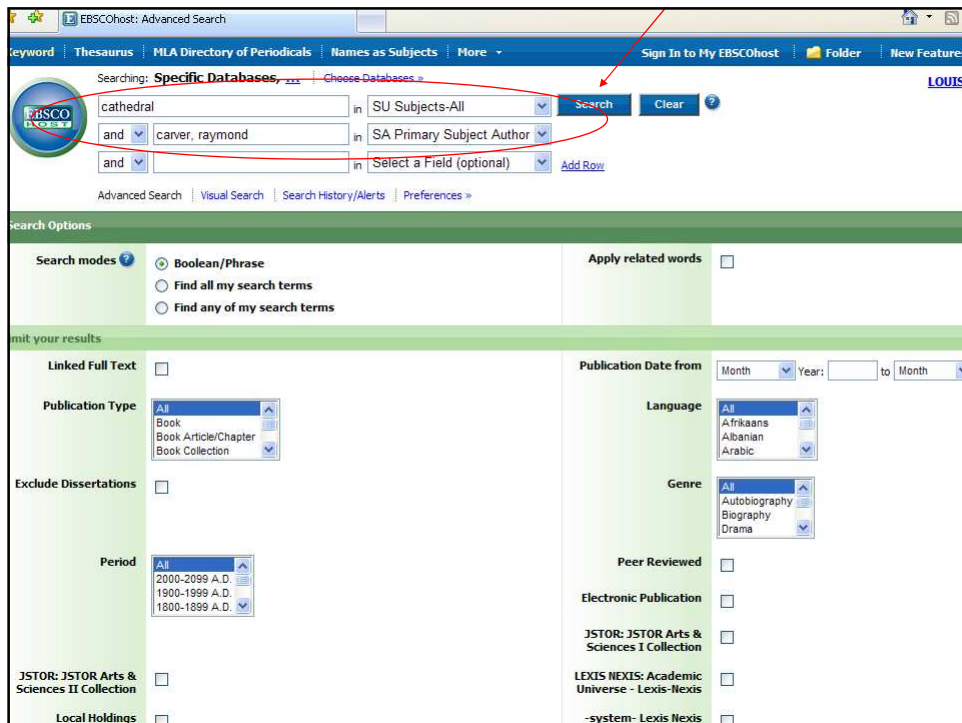 EBSCOhost: Advanced Search
Keyword Thesaurus MLA Directory of Periodicals Names as Subjects More Sign In to My EBSCOhost Folder New Features
Searching: Specific Databases, ... Choose Databases » LOUIS
EBSCO HOST
cathedral in SU Subjects-All Search Clear ?
and carver, raymond in SA Primary Subject Author
and in Select a Field (optional) Add Row
Advanced Search Visual Search Search History/Alerts Preferences »
Search Options
Search modes ? Boolean/Phrase Apply related words
Find all my search terms
Find any of my search terms
mit your results
Linked Full Text Publication Date from Month Year: to Month
Publication Type All Language All
Book Afrikaans
Book Article/Chapter Albanian
Book Collection Arabic
Exclude Dissertations Genre All
Autobiography
Biography
Drama
Period All Peer Reviewed
2000-2099 A.D.
1900-1999 A.D.
1800-1899 A.D.
Electronic Publication
JSTOR: JSTOR Arts &
Sciences I Collection
JSTOR: JSTOR Arts & LEXIS NEXIS: Academic
Sciences II Collection Universe - Lexis-Nexis
Local Holdings -system- Lexis Nexis